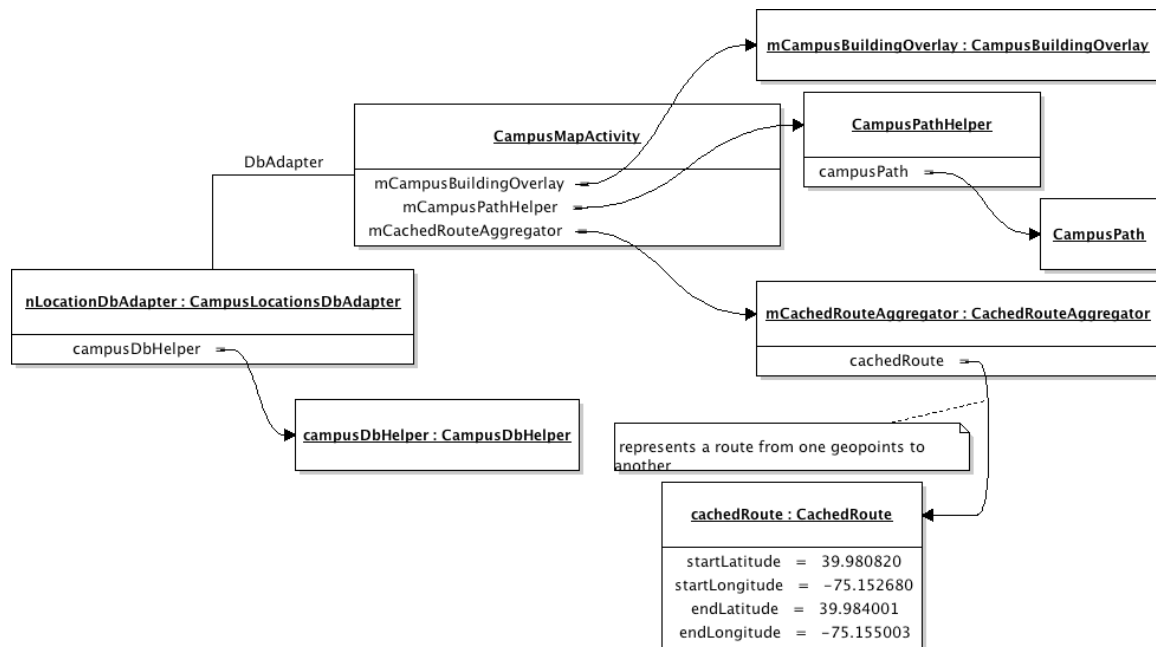 mCampusBuildingOverlay : CampusBuildingOverlay
CampusMapActivity
mCampusBuildingOverlay =
mCampusPathHelper =
mCachedRouteAggregator =
CampusPathHelper
campusPath =
DbAdapter
CampusPath
nLocationDbAdapter : CampusLocationsDbAdapter
campusDbHelper =
mCachedRouteAggregator : CachedRouteAggregator
cachedRoute =
campusDbHelper : CampusDbHelper
represents a route from one geopoints to
another
cachedRoute : CachedRoute
startLatitude = 39.980820
startLongitude = -75.152680
endLatitude = 39.984001
endLongitude = -75.155003